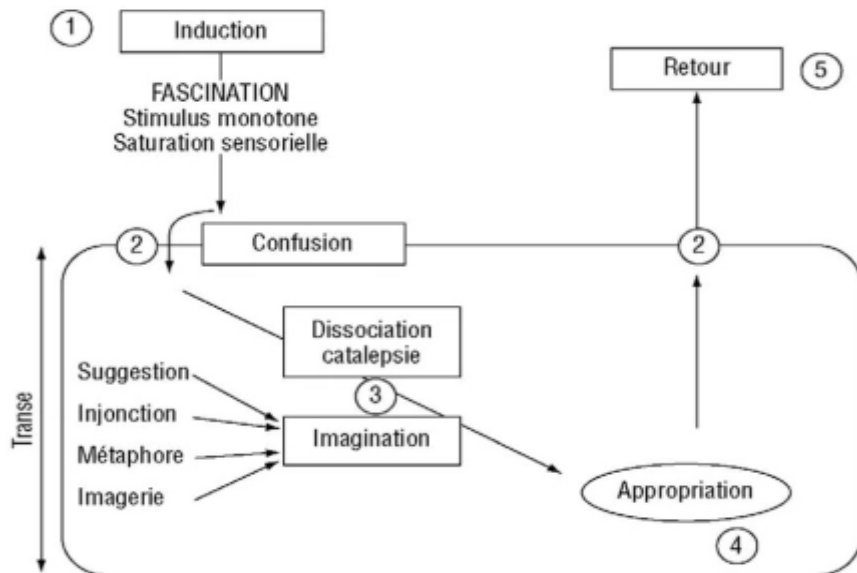 1
Induction
FASCINATION
Stimulus monotone
Saturation sensorielle
Retour
5
2
Confusion
2
Transe
Dissociation
catalepsie
3
Suggestion
Injonction
Métaphore
Imagerie
Imagination
Appropriation
4